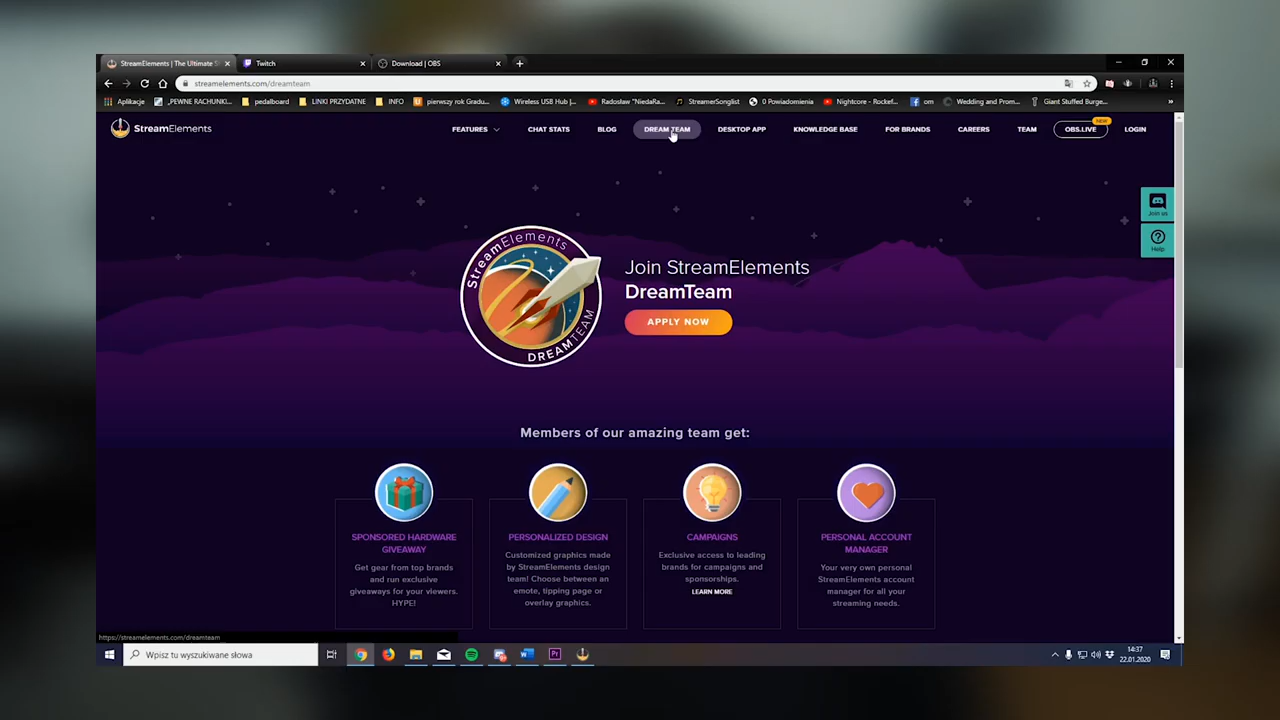 StreamElements | The Ultimate S
Twitch
Download | OBS
streamelements.com/dreamteam
Aplikacje
_PEWNE RACHUNKI...
pedalboard
LINKI PRZYDATNE
INFO
pierwszy rok Gradu...
Wireless USB Hub |...
Radosław "NiedaRa...
StreamerSonglist
0 Powiadomienia
Nightcore - Rockef...
om
Wedding and Prom...
Giant Stuffed Burge...
»
StreamElements
FEATURES
CHAT STATS
BLOG
DREAM TEAM
DESKTOP APP
KNOWLEDGE BASE
FOR BRANDS
CAREERS
TEAM
NEW
OBS.LIVE
LOGIN
Join us
Help
StreamElements
DREAMTEAM
Join StreamElements
DreamTeam
APPLY NOW
Members of our amazing team get:
SPONSORED HARDWARE
GIVEAWAY
Get gear from top brands
and run exclusive
giveaways for your viewers.
HYPE!
PERSONALIZED DESIGN
Customized graphics made
by StreamElements design
team! Choose between an
emote, tipping page or
overlay graphics.
CAMPAIGNS
Exclusive access to leading
brands for campaigns and
sponsorships.
LEARN MORE
PERSONAL ACCOUNT
MANAGER
Your very own personal
StreamElements account
manager for all your
streaming needs.
https://streamelements.com/dreamteam
Wpisz tu wyszukiwane słowa
14:37
22.01.2020